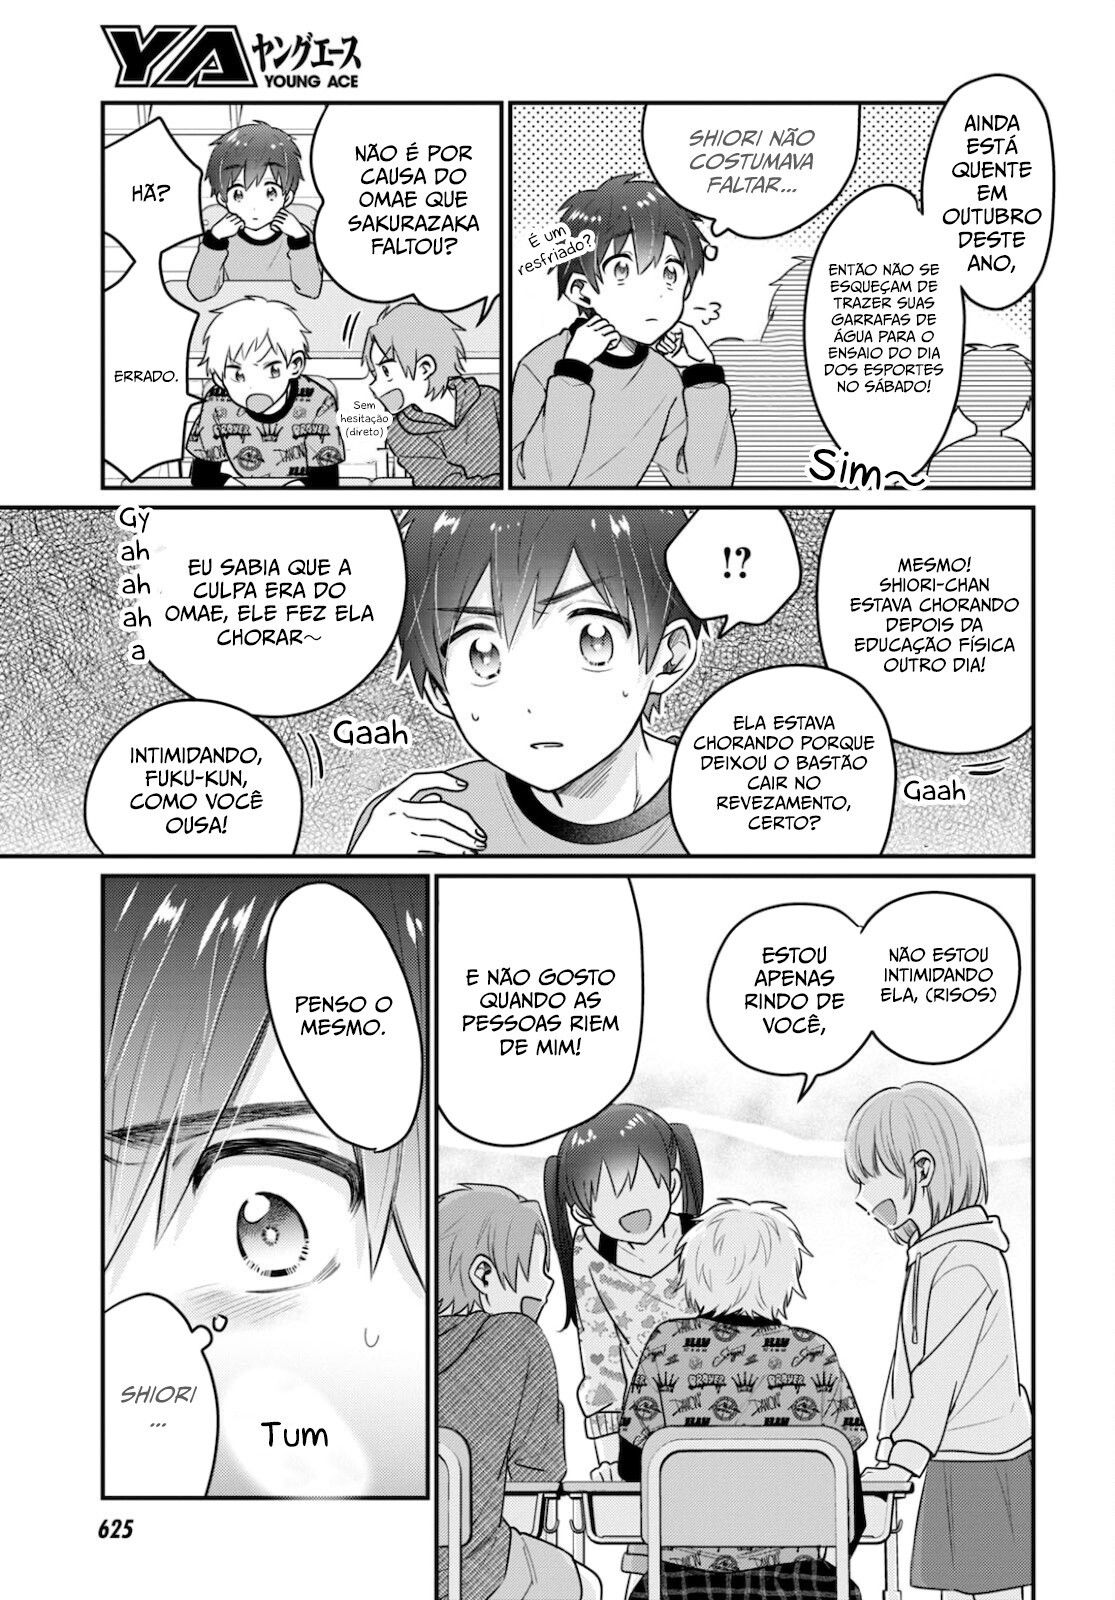 YA ヤングエース
YOUNG ACE
AINDA
ESTÁ
QUENTE
EM
OUTUBRO
DESTE
ANO,
ENTÃO NÃO SE
ESQUEÇAM DE
TRAZER SUAS
GARRAFAS DE
ÁGUA PARA O
ENSAIO DO DIA
DOS ESPORTES
NO SÁBADO!
Sim~
SHIORI NÃO
COSTUMAVA
FALTAR...
É um
resfriado?
NÃO É POR
CAUSA DO
OMAE QUE
SAKURAZAKA
FALTOU?
Sem
hesitação
(direto)
HÃ?
ERRADO.
MESMO!
SHIORI-CHAN
ESTAVA CHORANDO
DEPOIS DA
EDUCAÇÃO FÍSICA
OUTRO DIA!
Gaah
!?
ELA ESTAVA
CHORANDO PORQUE
DEIXOU O BASTÃO
CAIR NO
REVEZAMENTO,
CERTO?
EU SABIA QUE A
CULPA ERA DO
OMAE, ELE FEZ ELA
CHORAR~
Gy
ah
ah
ah
a
Gaah
INTIMIDANDO,
FUKU-KUN,
COMO VOCÊ
OUSA!
NÃO ESTOU
INTIMIDANDO
ELA, (RISOS)
ESTOU
APENAS
RINDO DE
VOCÊ,
E NÃO GOSTO
QUANDO AS
PESSOAS RIEM
DE MIM!
PENSO O
MESMO.
SHIORI
...
Tum
625